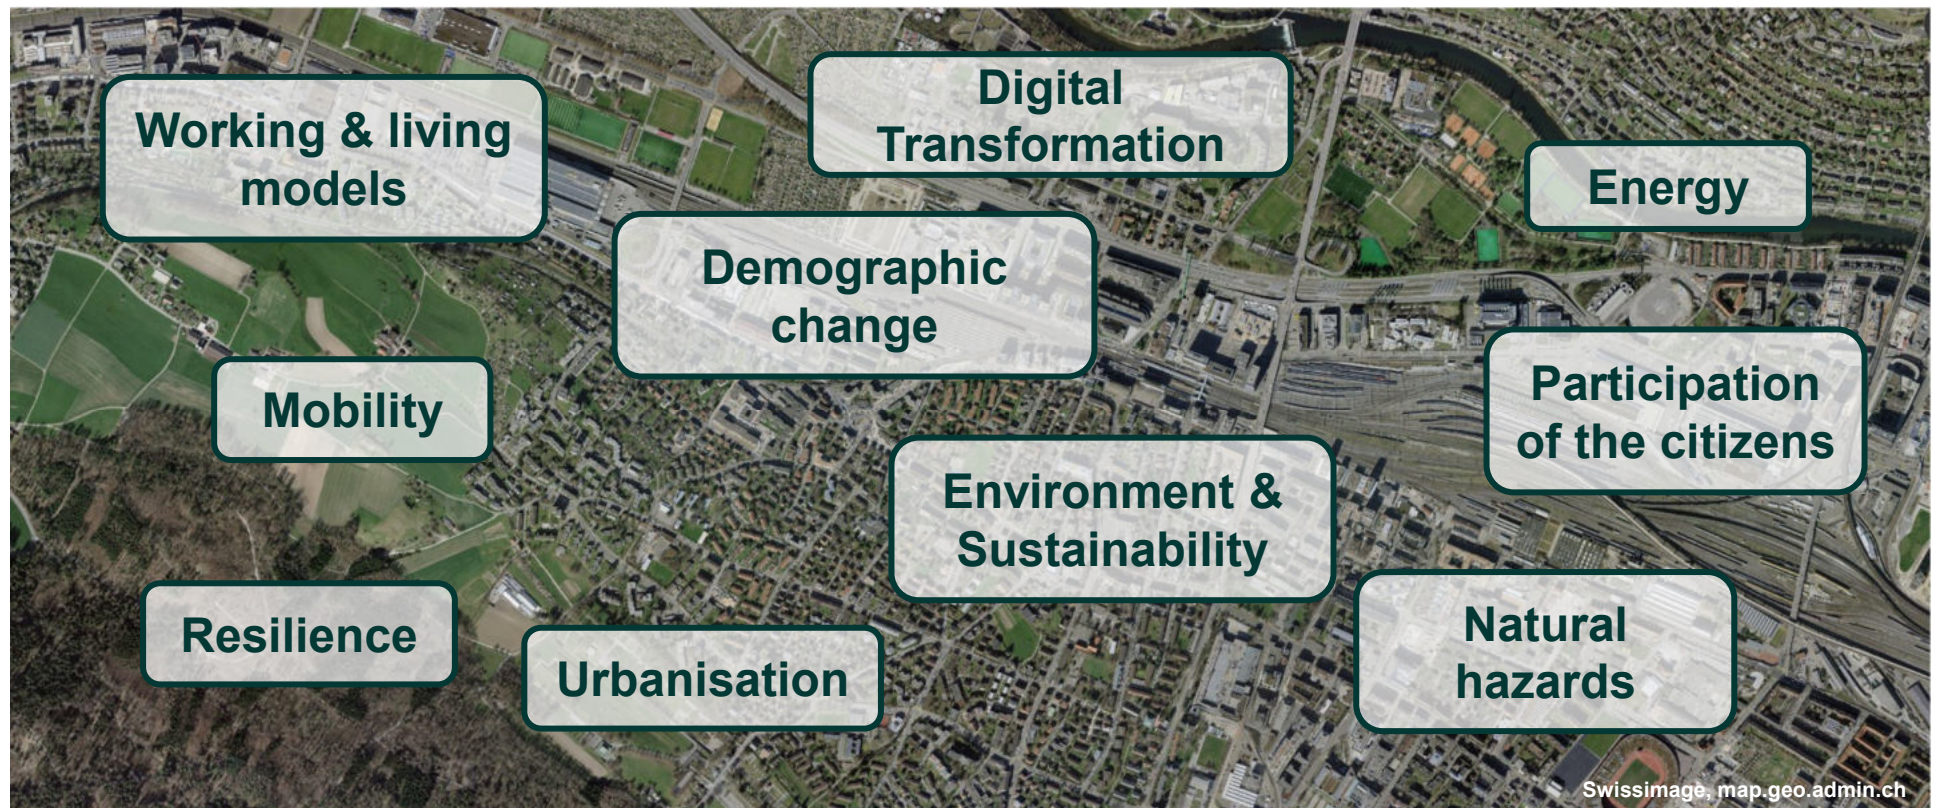 Working & living
models
Digital
Transformation
Energy
Demographic
change
Mobility
Participation
of the citizens
Environment &
Sustainability
Resilience
Urbanisation
Natural
hazards
Swissimage, map.geo.admin.ch